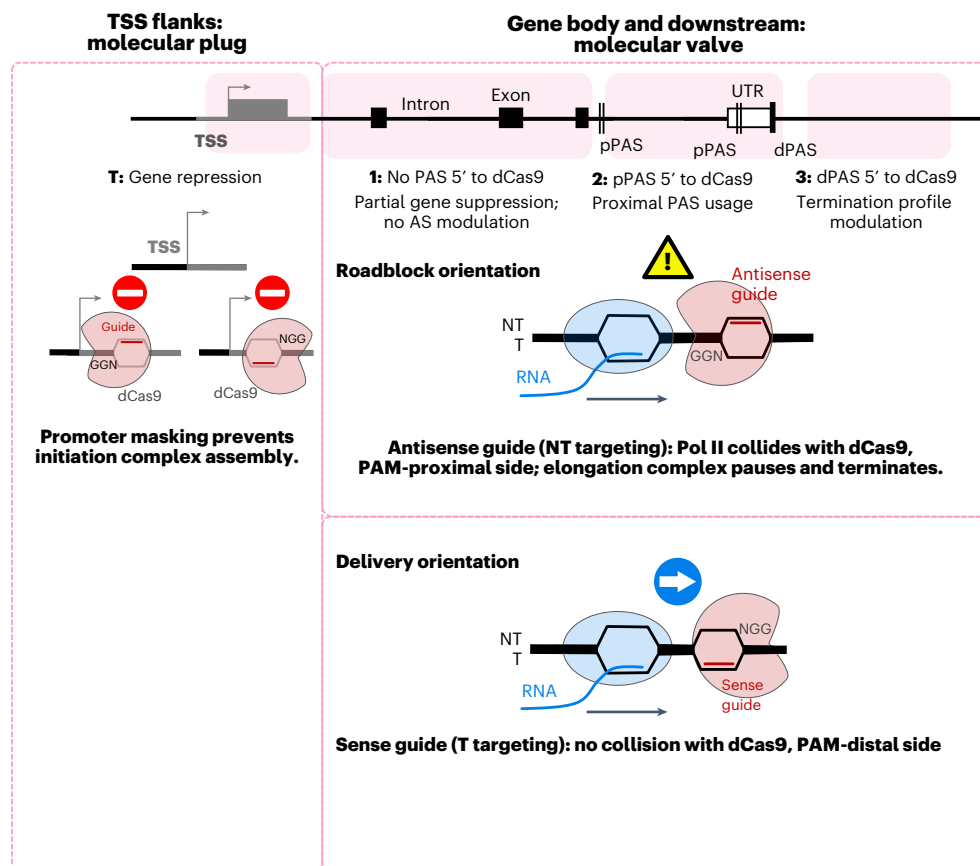 TSS flanks:
molecular plug
Gene body and downstream:
molecular valve
TSS
Intron
Exon
pPAS
UTR
pPAS
dPAS
T: Gene repression
1: No PAS 5′ to dCas9
Partial gene suppression;
no AS modulation
2: pPAS 5′ to dCas9
Proximal PAS usage
3: dPAS 5′ to dCas9
Termination profile
modulation
TSS
Guide
GGN
dCas9
NGG
dCas9
Promoter masking prevents
initiation complex assembly.
Roadblock orientation
!
Antisense
guide
NT
T
GGN
RNA
Antisense guide (NT targeting): Pol II collides with dCas9,
PAM-proximal side; elongation complex pauses and terminates.
Delivery orientation
NT
T
NGG
RNA
Sense
guide
Sense guide (T targeting): no collision with dCas9, PAM-distal side